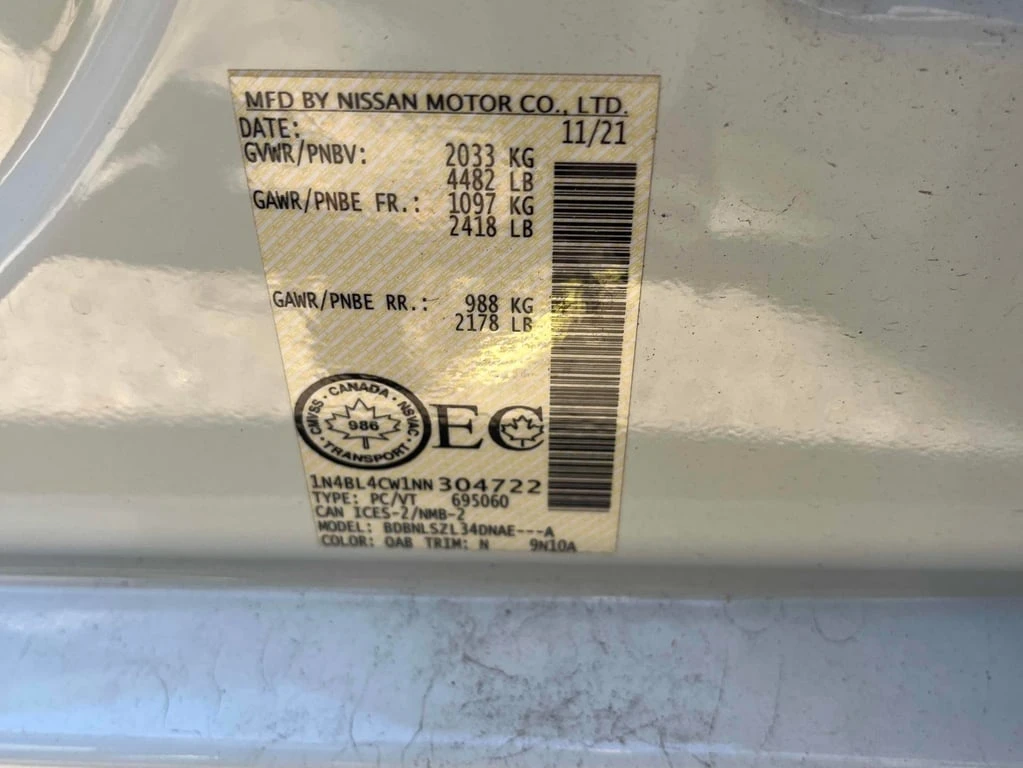 MFD BY NISSAN MOTOR CO., LTD.
DATE: 11/21
GVWR/PNBV: 2033 KG
4482 LB
GAWR/PNBE FR.: 1097 KG
2418 LB
GAWR/PNBE RR.: 988 KG
2178 LB
CMVSS · CANADA · NSVAC · TRANSPORT ·
986
EC
1N4BL4CW1NN304722
TYPE: PC/VT 695060
CAN ICES-2/NMB-2
MODEL: BDBNLSZL34DNAE---A
COLOR: QAB TRIM: N 9N10A